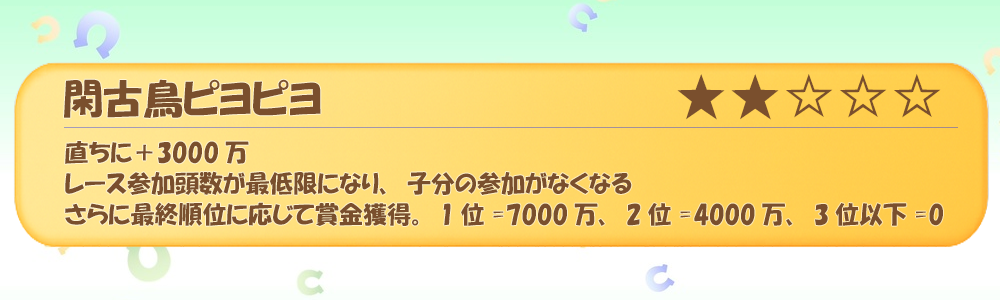 閑古鳥ピヨピヨ ★★☆☆☆
直ちに+3000万
レース参加頭数が最低限になり、子分の参加がなくなる
さらに最終順位に応じて賞金獲得。1位=7000万、2位=4000万、3位以下=0